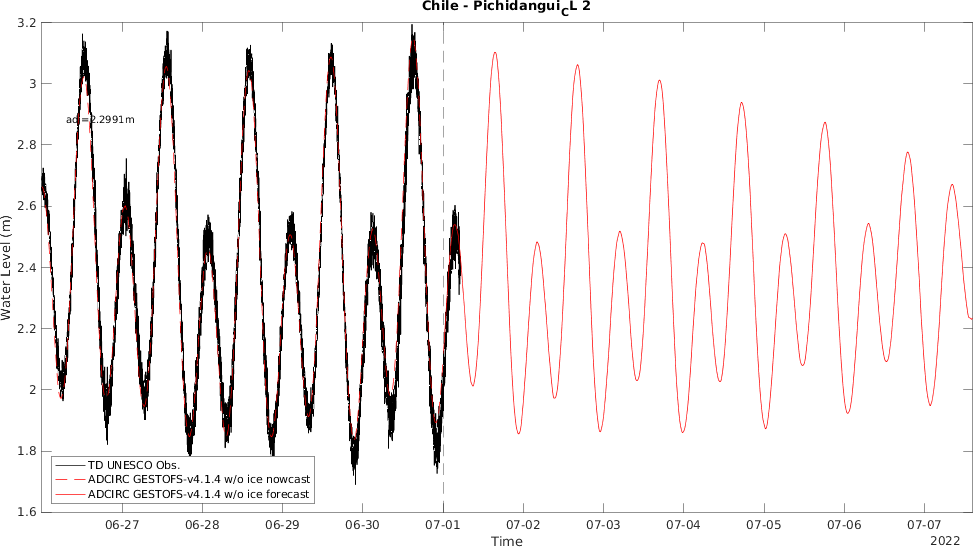 Chile - PichidanguiCL 2
3.2
3
2.8
2.6
2.4
2.2
2
1.8
1.6
Water Level (m)
adj=2.2991m
TD UNESCO Obs.
ADCIRC GESTOFS-v4.1.4 w/o ice nowcast
ADCIRC GESTOFS-v4.1.4 w/o ice forecast
06-27 06-28 06-29 06-30 07-01 07-02 07-03 07-04 07-05 07-06 07-07
Time
2022